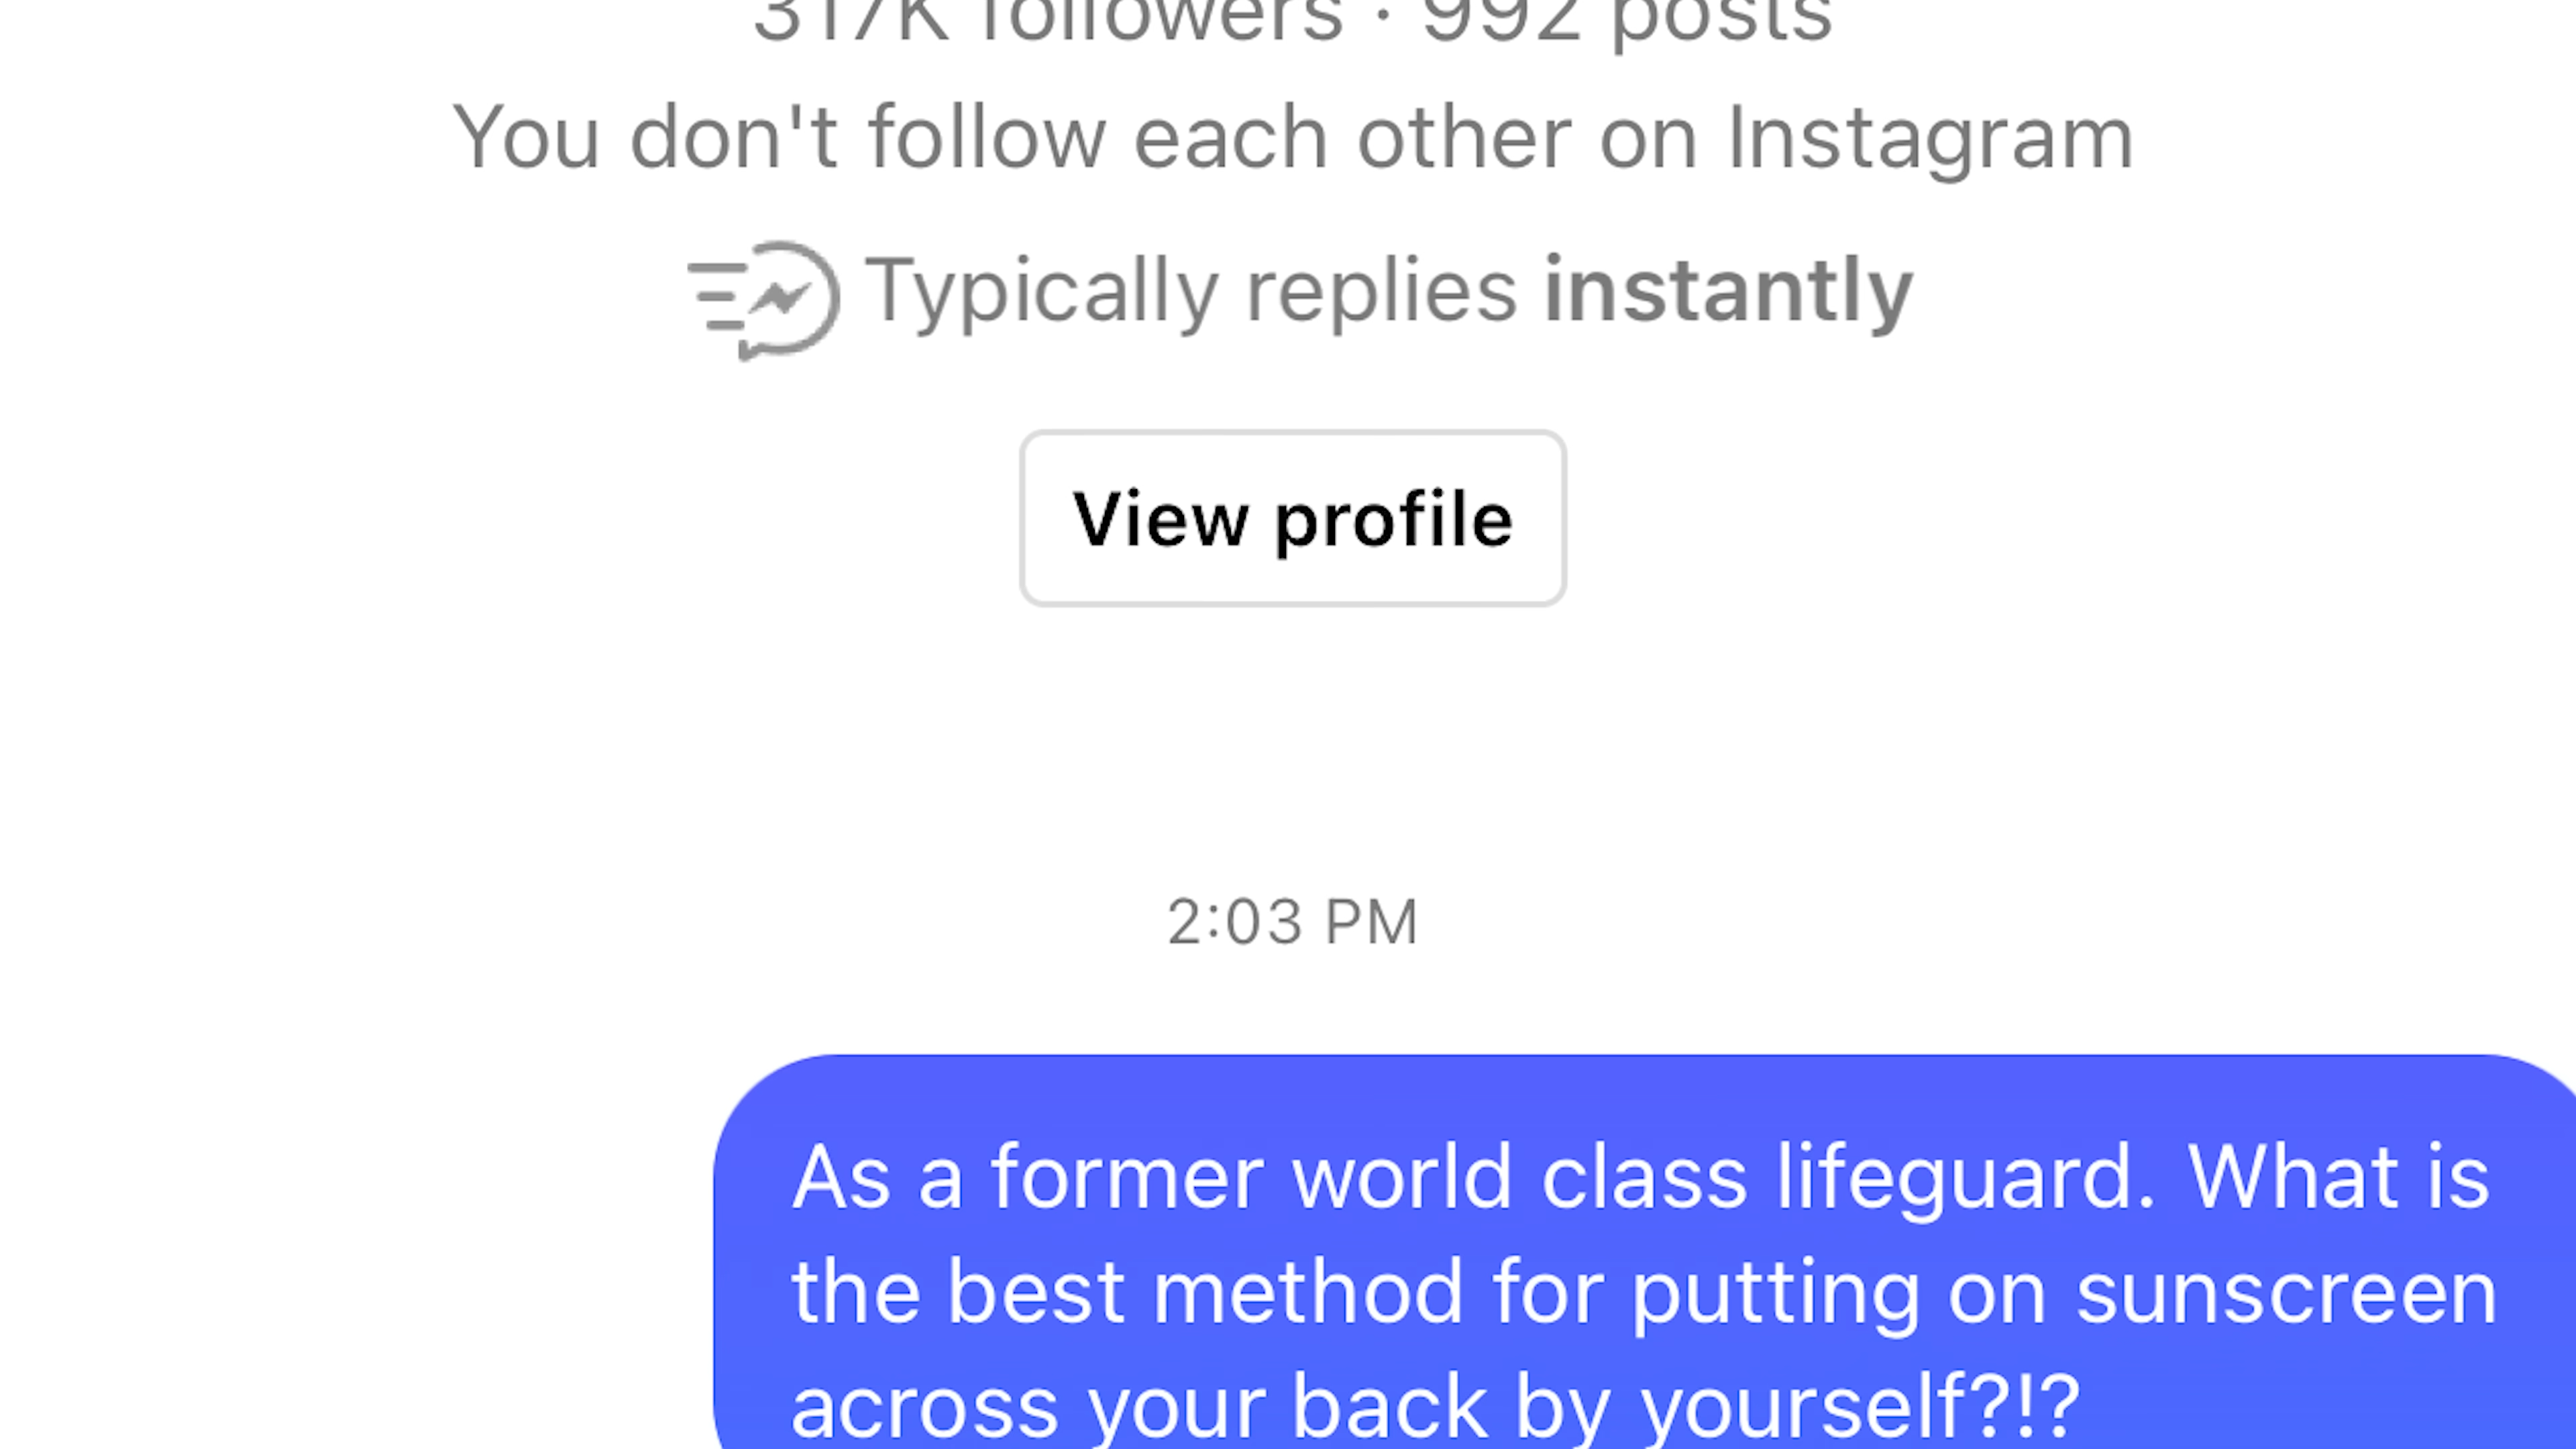 317K followers · 992 posts
You don't follow each other on Instagram
Typically replies instantly
View profile
2:03 PM
As a former world class lifeguard. What is
the best method for putting on sunscreen
across your back by yourself?!?